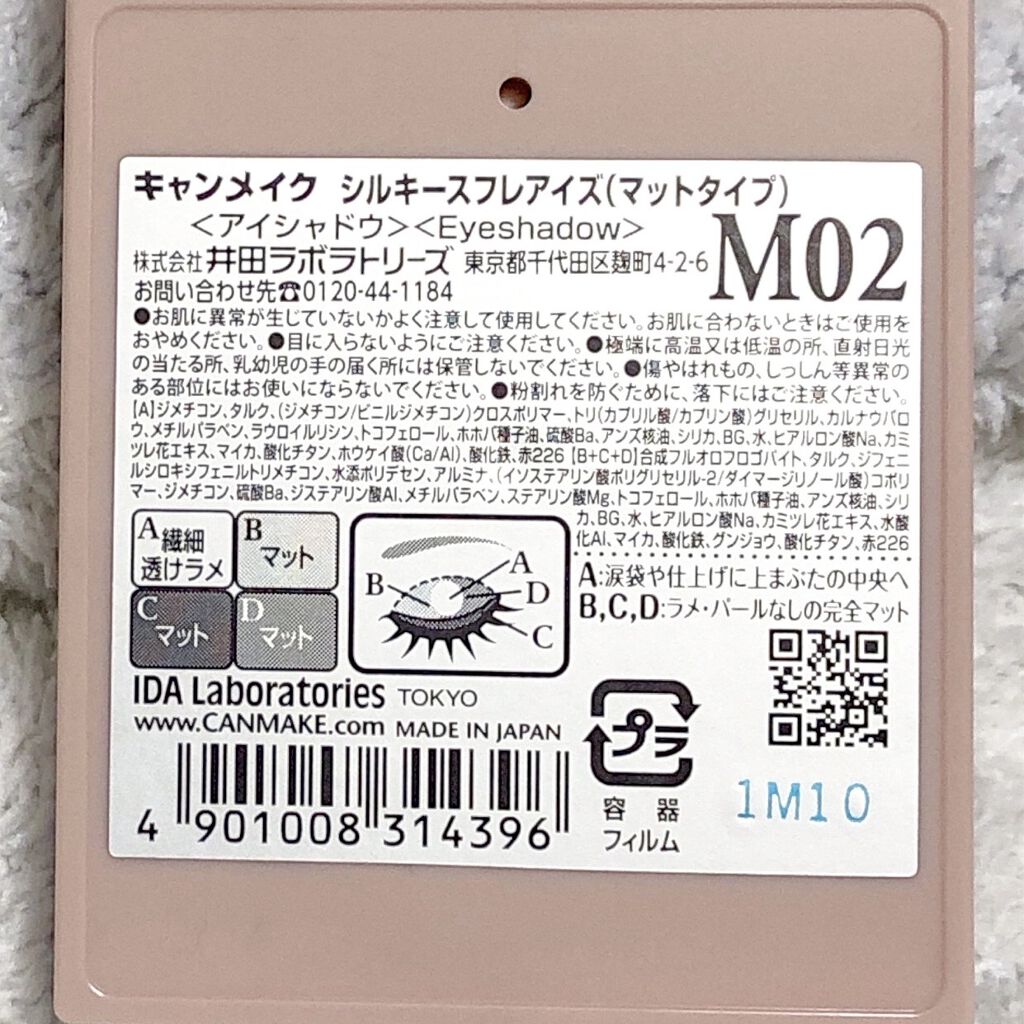 キャンメイク シルキースフレアイズ(マットタイプ)
<アイシャドウ><Eyeshadow>
M02
株式会社 井田ラボラトリーズ 東京都千代田区麹町4-2-6
お問い合わせ先☎0120-44-1184
●お肌に異常が生じていないかよく注意して使用してください。お肌に合わないときはご使用を
おやめください。●目に入らないようにご注意ください。●極端に高温又は低温の所、直射日光
の当たる所、乳幼児の手の届く所には保管しないでください。●傷やはれもの、しっしん等異常の
ある部位にはお使いにならないでください。●粉割れを防ぐために、落下にはご注意ください。
【A】ジメチコン、タルク、(ジメチコン/ビニルジメチコン)クロスポリマー、トリ(カプリル酸/カプリン酸)グリセリル、カルナウバロ
ウ、メチルパラベン、ラウロイルリシン、トコフェロール、ホホバ種子油、硫酸Ba、アンズ核油、シリカ、BG、水、ヒアルロン酸Na、カミ
ツレ花エキス、マイカ、酸化チタン、ホウケイ酸(Ca/Al)、酸化鉄、赤226【B+C+D】合成フルオロフロゴパイト、タルク、ジフェニ
ルシロキシフェニルトリメチコン、水添ポリデセン、アルミナ、(イソステアリン酸ポリグリセリル-2/ダイマージリノール酸)コポリ
マー、ジメチコン、硫酸Ba、ジステアリン酸Al、メチルパラベン、ステアリン酸Mg、トコフェロール、ホホバ種子油、アンズ核油、シリ
カ、BG、水、ヒアルロン酸Na、カミツレ花エキス、水酸
化Al、マイカ、酸化鉄、グンジョウ、酸化チタン、赤226
A 繊細
透けラメ
B
マット
C
マット
D
マット
A
B
D
C
A:涙袋や仕上げに上まぶたの中央へ
B,C,D:ラメ・パールなしの完全マット
IDA Laboratories TOKYO
www.CANMAKE.com MADE IN JAPAN
プラ
容器
フィルム
1M10
4 901008 314396